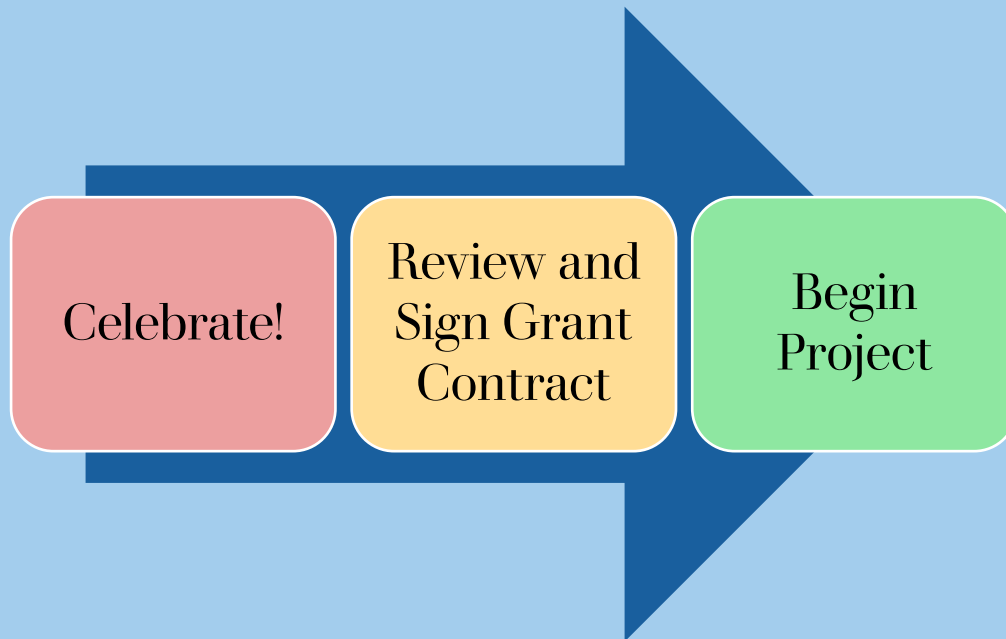 Celebrate!
Review and
Sign Grant
Contract
Begin
Project